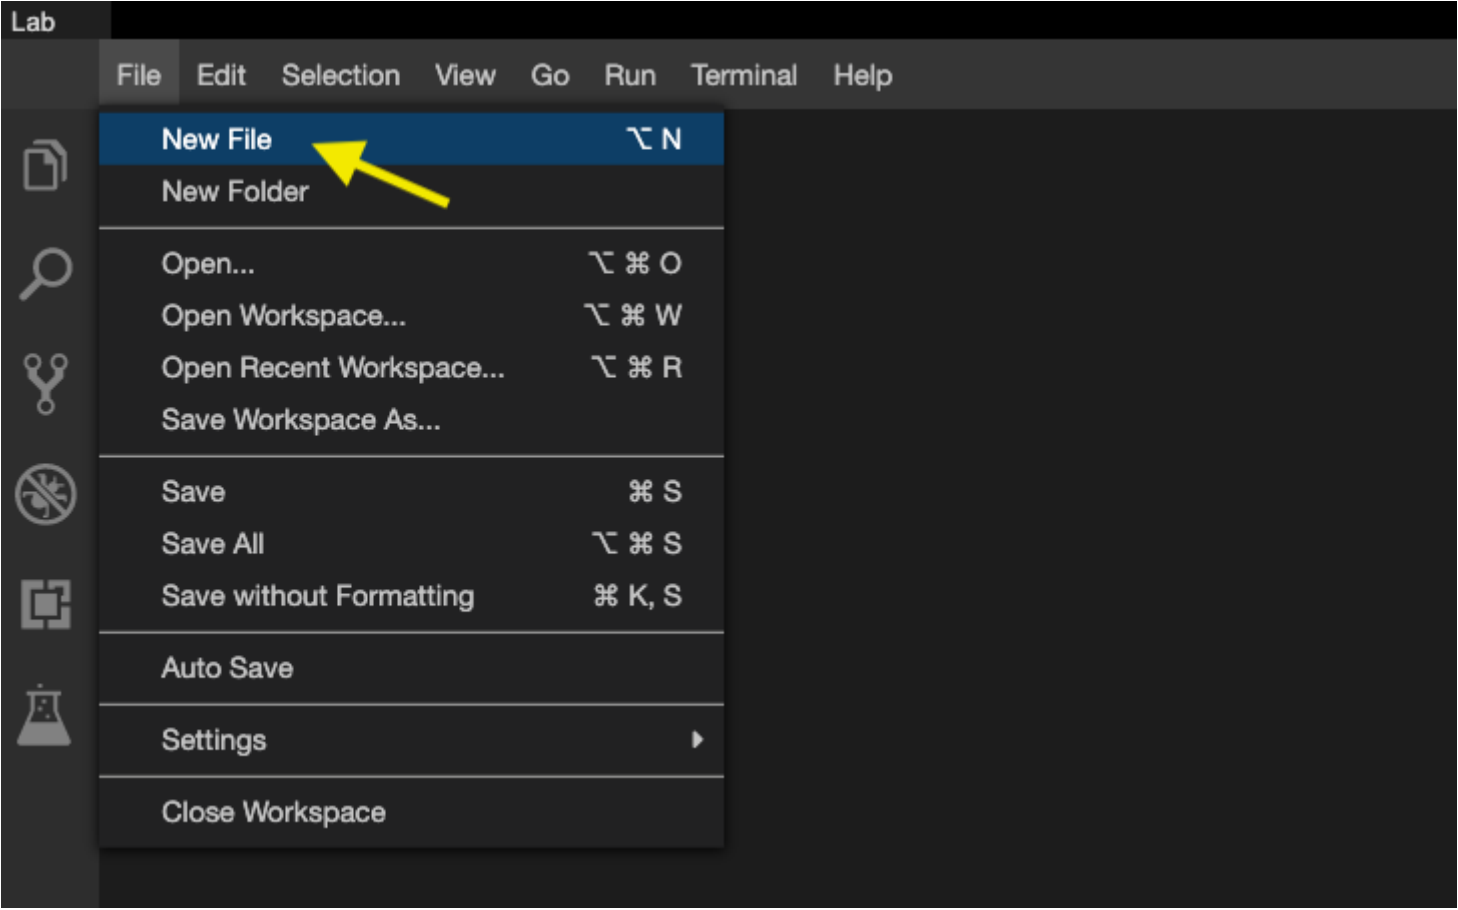 Lab
File Edit Selection View Go Run Terminal Help
New File ⌥ N
New Folder
Open... ⌥ ⌘ O
Open Workspace... ⌥ ⌘ W
Open Recent Workspace... ⌥ ⌘ R
Save Workspace As...
Save ⌘ S
Save All ⌥ ⌘ S
Save without Formatting ⌘ K, S
Auto Save
Settings
Close Workspace